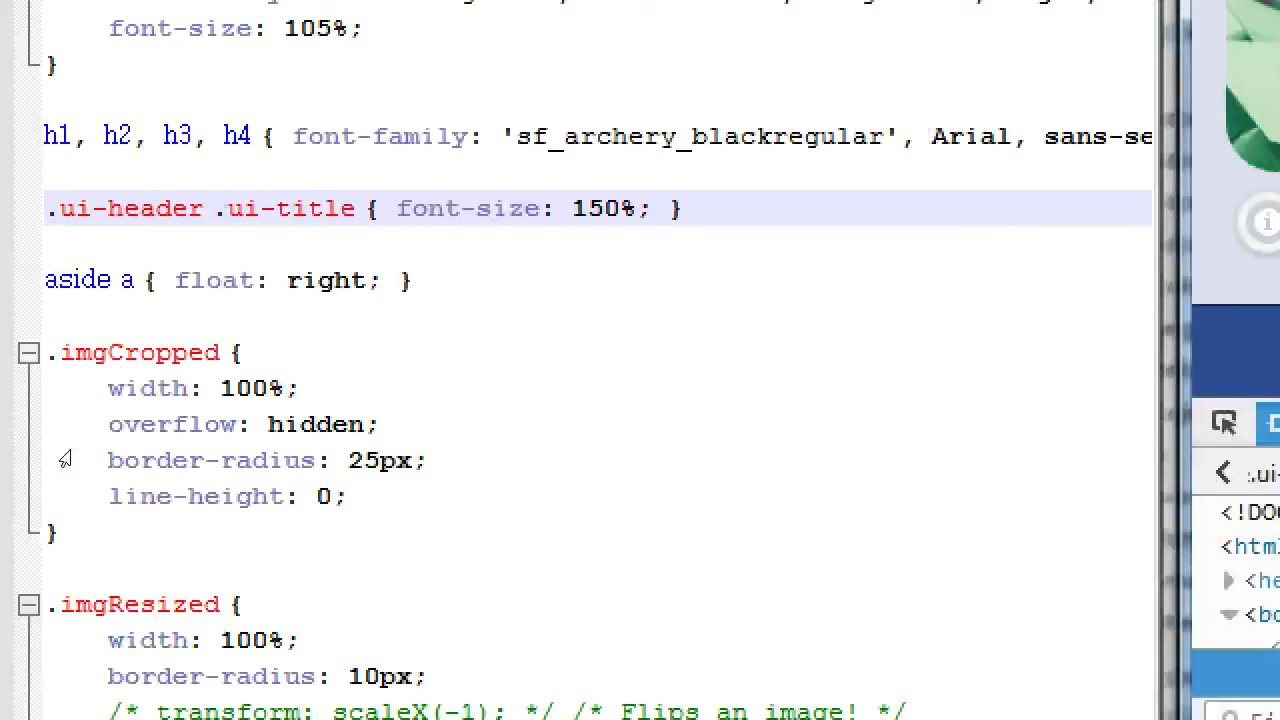 font-size: 105%;
}
h1, h2, h3, h4 { font-family: 'sf_archery_blackregular', Arial, sans-se
.ui-header .ui-title { font-size: 150%; }
aside a { float: right; }
.imgCropped {
width: 100%;
overflow: hidden;
border-radius: 25px;
line-height: 0;
}
.imgResized {
width: 100%;
border-radius: 10px;
/* transform: scaleX(-1); */ /* Flips an image! */
.ui-
<!DOC
<html
<he
<bo